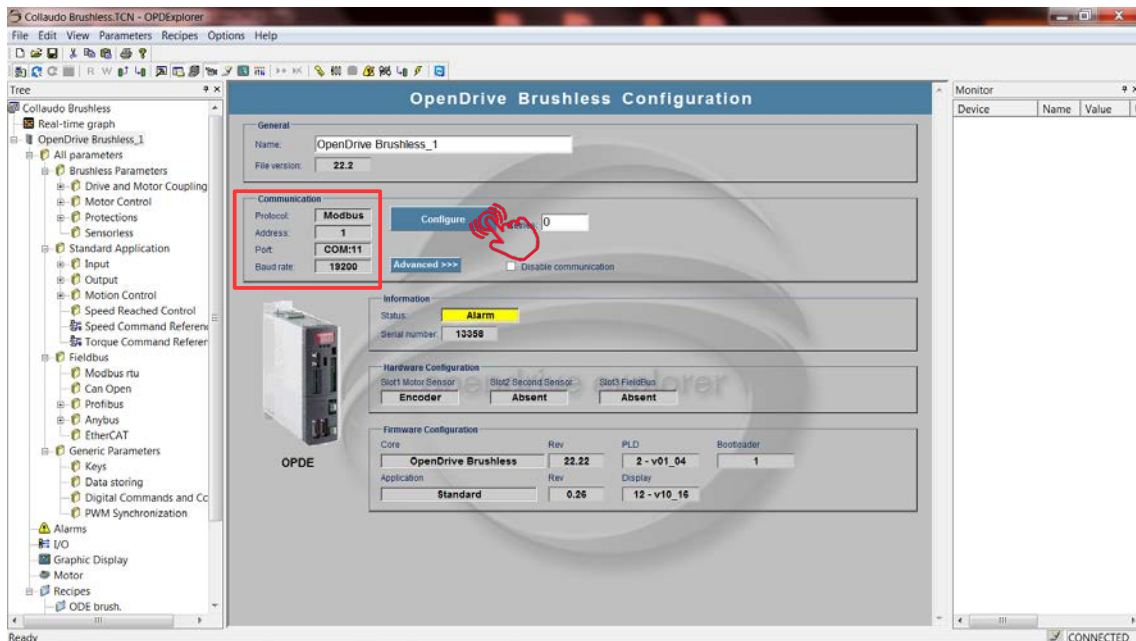 Collaudo Brushless.TCN - OPDExplorer
File Edit View Parameters Recipes Options Help
R W
Tree
Monitor
Collaudo Brushless
Real-time graph
OpenDrive Brushless_1
All parameters
Brushless Parameters
Drive and Motor Coupling
Motor Control
Protections
Sensorless
Standard Application
Input
Output
Motion Control
Speed Reached Control
Speed Command Referen
Torque Command Referen
Fieldbus
Modbus rtu
Can Open
Profibus
Anybus
EtherCAT
Generic Parameters
Keys
Data storing
Digital Commands and Cc
PWM Synchronization
Alarms
I/O
Graphic Display
Motor
Recipes
ODE brush.
OpenDrive Brushless Configuration
General
Name: OpenDrive Brushless_1
File version: 22.2
Communication
Protocol: Modbus
Address: 1
Port: COM:11
Baud rate: 19200
Configure
0
Advanced >>>
Disable communication
Information
Status: Alarm
Serial number: 13358
Hardware Configuration
Slot1 Motor Sensor Slot2 Second Sensor Slot3 FieldBus
Encoder Absent Absent
opendrive explorer
Firmware Configuration
Core Rev PLD Bootloader
OpenDrive Brushless 22.22 2 - v01_04 1
Application Rev Display
Standard 0.26 12 - v10_16
OPDE
Device Name Value
Ready
CONNECTED